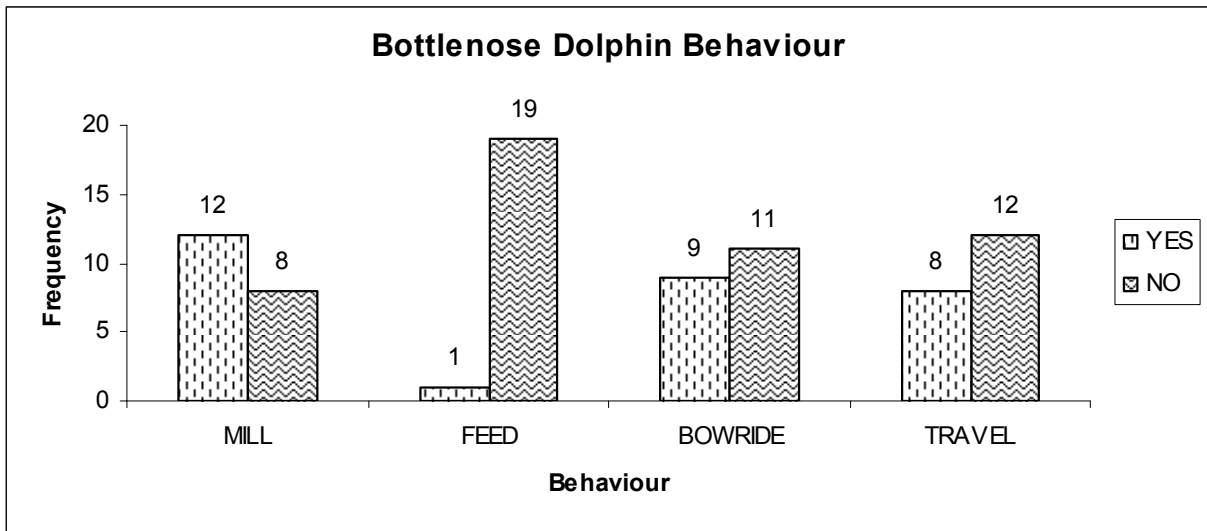 Bottlenose Dolphin Behaviour
20
15
10
5
0
Frequency
12
8
1
19
9
11
8
12
MILL
FEED
BOWRIDE
TRAVEL
Behaviour
YES
NO